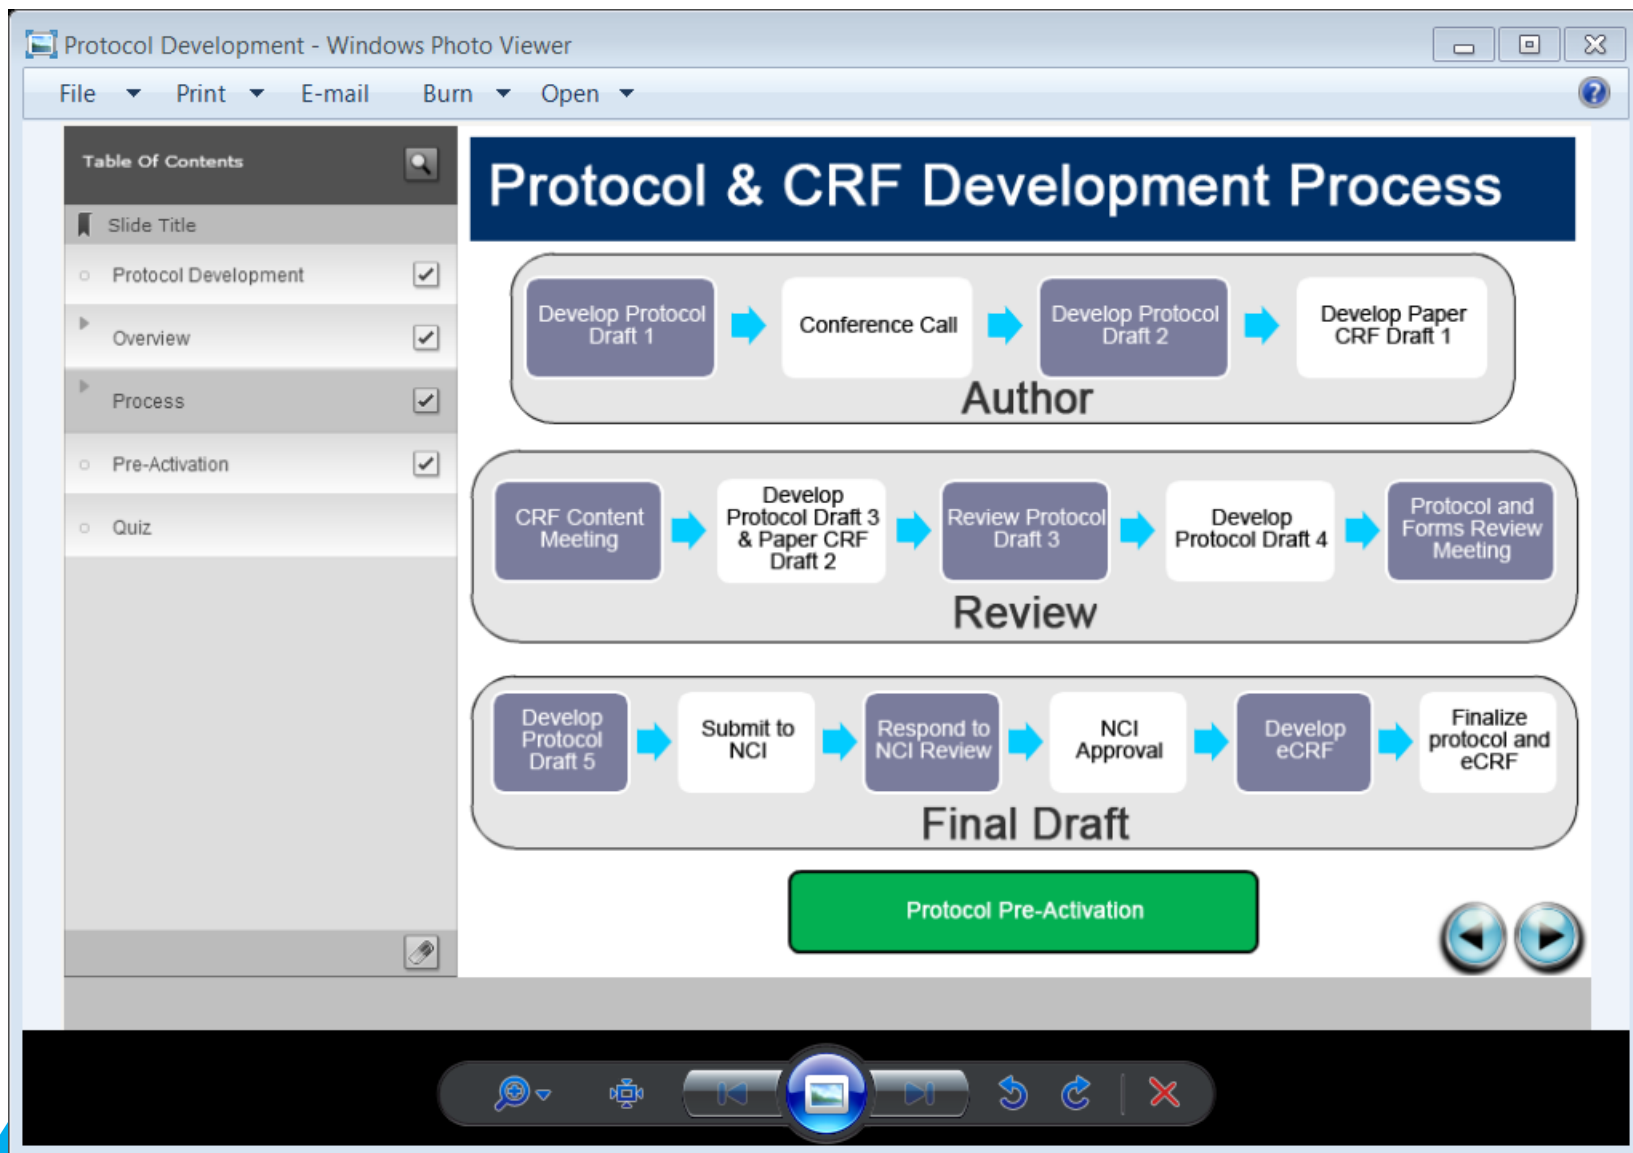 Protocol Development - Windows Photo Viewer
File Print E-mail Burn Open
Table Of Contents
Slide Title
Protocol Development
Overview
Process
Pre-Activation
Quiz
Protocol & CRF Development Process
Develop Protocol
Draft 1
Conference Call
Develop Protocol
Draft 2
Develop Paper
CRF Draft 1
Author
CRF Content
Meeting
Develop
Protocol Draft 3
& Paper CRF
Draft 2
Review Protocol
Draft 3
Develop
Protocol Draft 4
Protocol and
Forms Review
Meeting
Review
Develop
Protocol
Draft 5
Submit to
NCI
Respond to
NCI Review
NCI
Approval
Develop
eCRF
Finalize
protocol and
eCRF
Final Draft
Protocol Pre-Activation